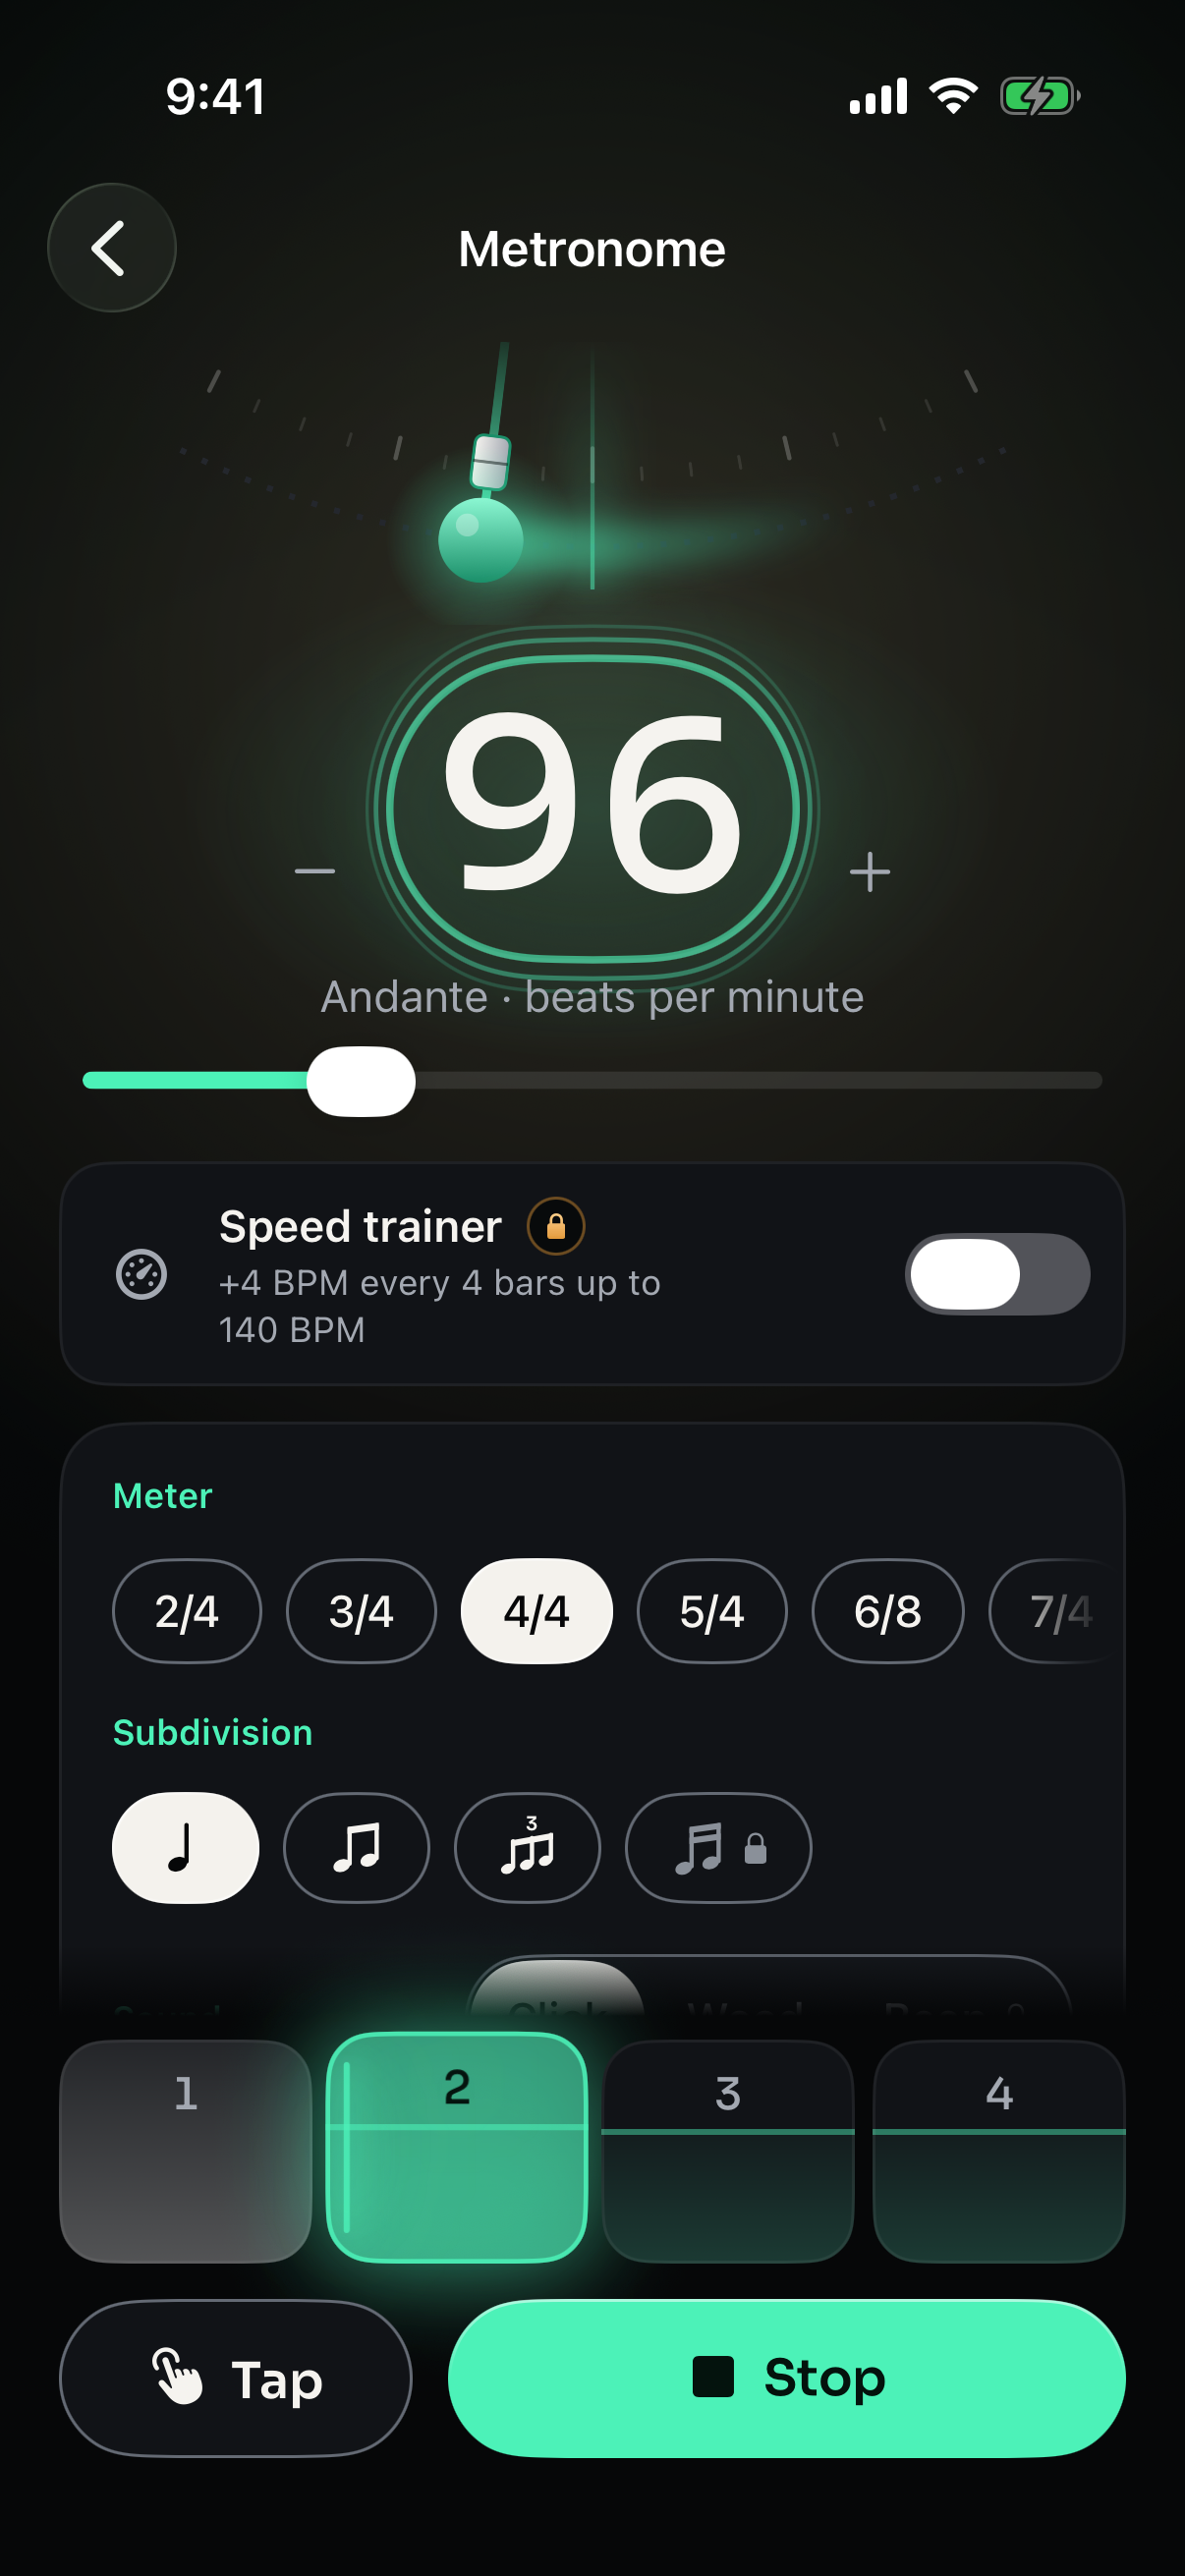 9:41
Metronome
96
Andante · beats per minute
Speed trainer
+4 BPM every 4 bars up to
140 BPM
Meter
2/4 3/4 4/4 5/4 6/8 7/4
Subdivision
3
1 2 3 4
Tap Stop